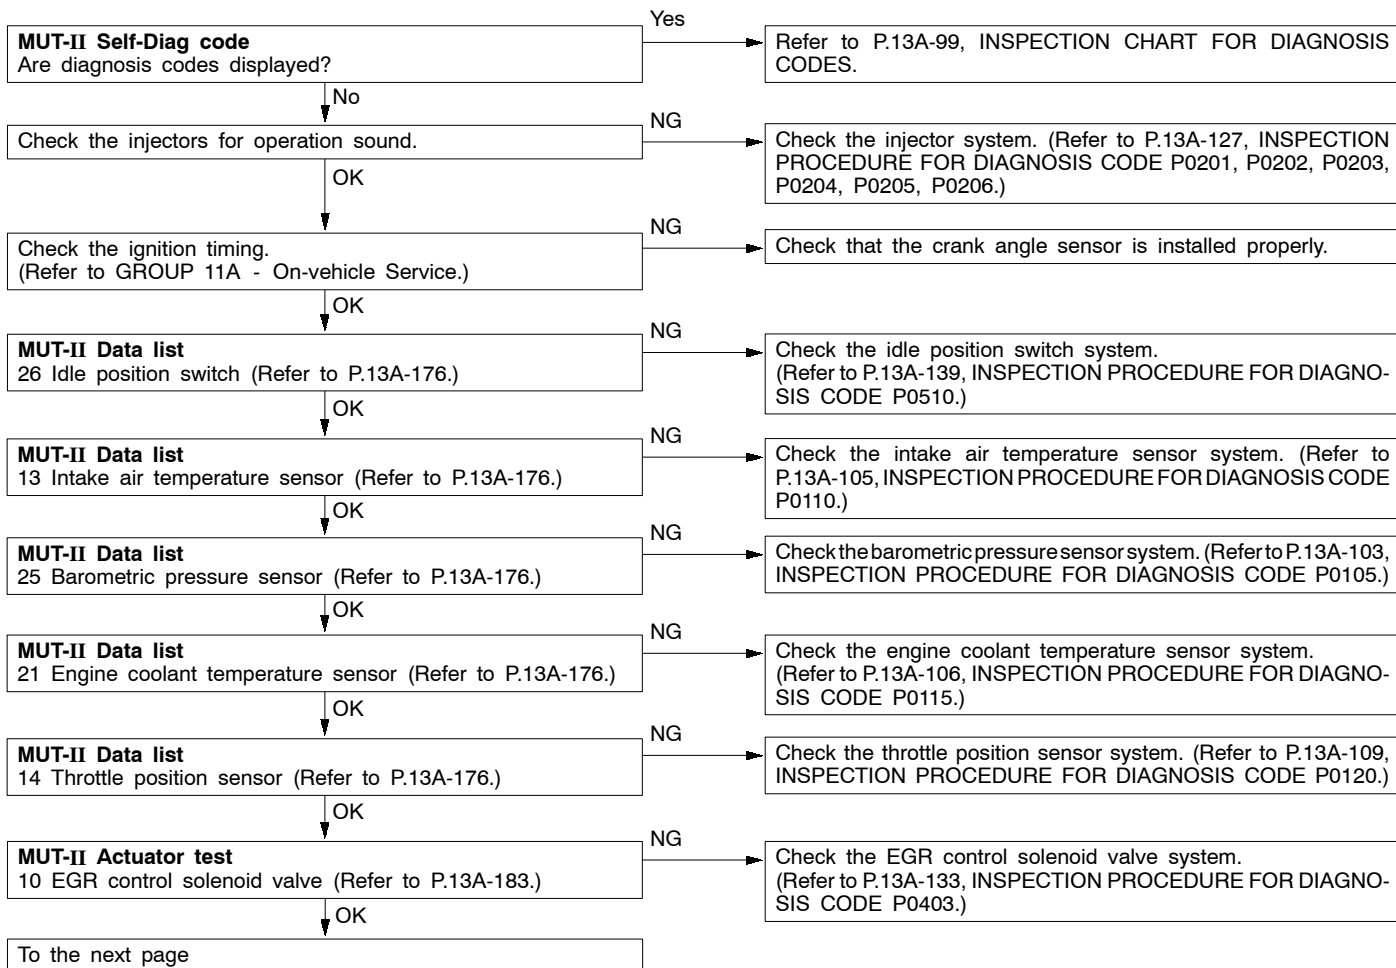 Yes
MUT-II Self-Diag code
Are diagnosis codes displayed?
Refer to P.13A-99, INSPECTION CHART FOR DIAGNOSIS
CODES.
No
Check the injectors for operation sound.
NG
Check the injector system. (Refer to P.13A-127, INSPECTION
PROCEDURE FOR DIAGNOSIS CODE P0201, P0202, P0203,
P0204, P0205, P0206.)
OK
Check the ignition timing.
(Refer to GROUP 11A - On-vehicle Service.)
NG
Check that the crank angle sensor is installed properly.
OK
MUT-II Data list
26 Idle position switch (Refer to P.13A-176.)
NG
Check the idle position switch system.
(Refer to P.13A-139, INSPECTION PROCEDURE FOR DIAGNO-
SIS CODE P0510.)
OK
MUT-II Data list
13 Intake air temperature sensor (Refer to P.13A-176.)
NG
Check the intake air temperature sensor system. (Refer to
P.13A-105, INSPECTION PROCEDURE FOR DIAGNOSIS CODE
P0110.)
OK
MUT-II Data list
25 Barometric pressure sensor (Refer to P.13A-176.)
NG
Check the barometric pressure sensor system. (Refer to P.13A-103,
INSPECTION PROCEDURE FOR DIAGNOSIS CODE P0105.)
OK
MUT-II Data list
21 Engine coolant temperature sensor (Refer to P.13A-176.)
NG
Check the engine coolant temperature sensor system.
(Refer to P.13A-106, INSPECTION PROCEDURE FOR DIAGNO-
SIS CODE P0115.)
OK
MUT-II Data list
14 Throttle position sensor (Refer to P.13A-176.)
NG
Check the throttle position sensor system. (Refer to P.13A-109,
INSPECTION PROCEDURE FOR DIAGNOSIS CODE P0120.)
OK
MUT-II Actuator test
10 EGR control solenoid valve (Refer to P.13A-183.)
NG
Check the EGR control solenoid valve system.
(Refer to P.13A-133, INSPECTION PROCEDURE FOR DIAGNO-
SIS CODE P0403.)
OK
To the next page